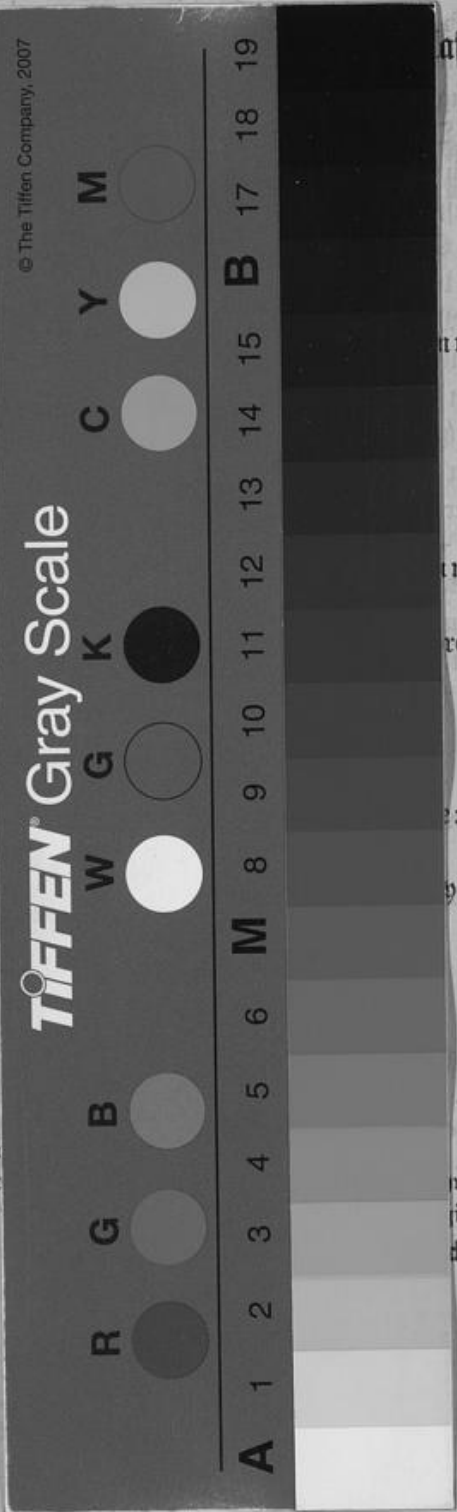 © The Tiffen Company, 2007
TIFFEN® Gray Scale
R G B W G K C Y M
A 1 2 3 4 5 6 M 8 9 10 11 12 13 14 15 B 17 18 19